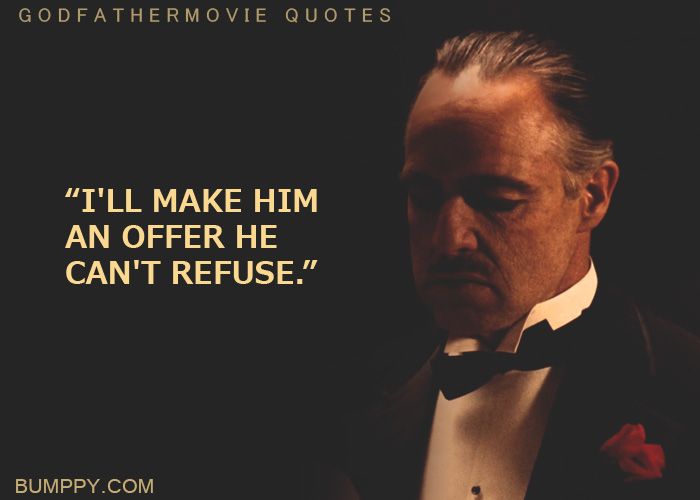 GODFATHERMOVIE QUOTES
“I'LL MAKE HIM
AN OFFER HE
CAN'T REFUSE.”
BUMPPY.COM